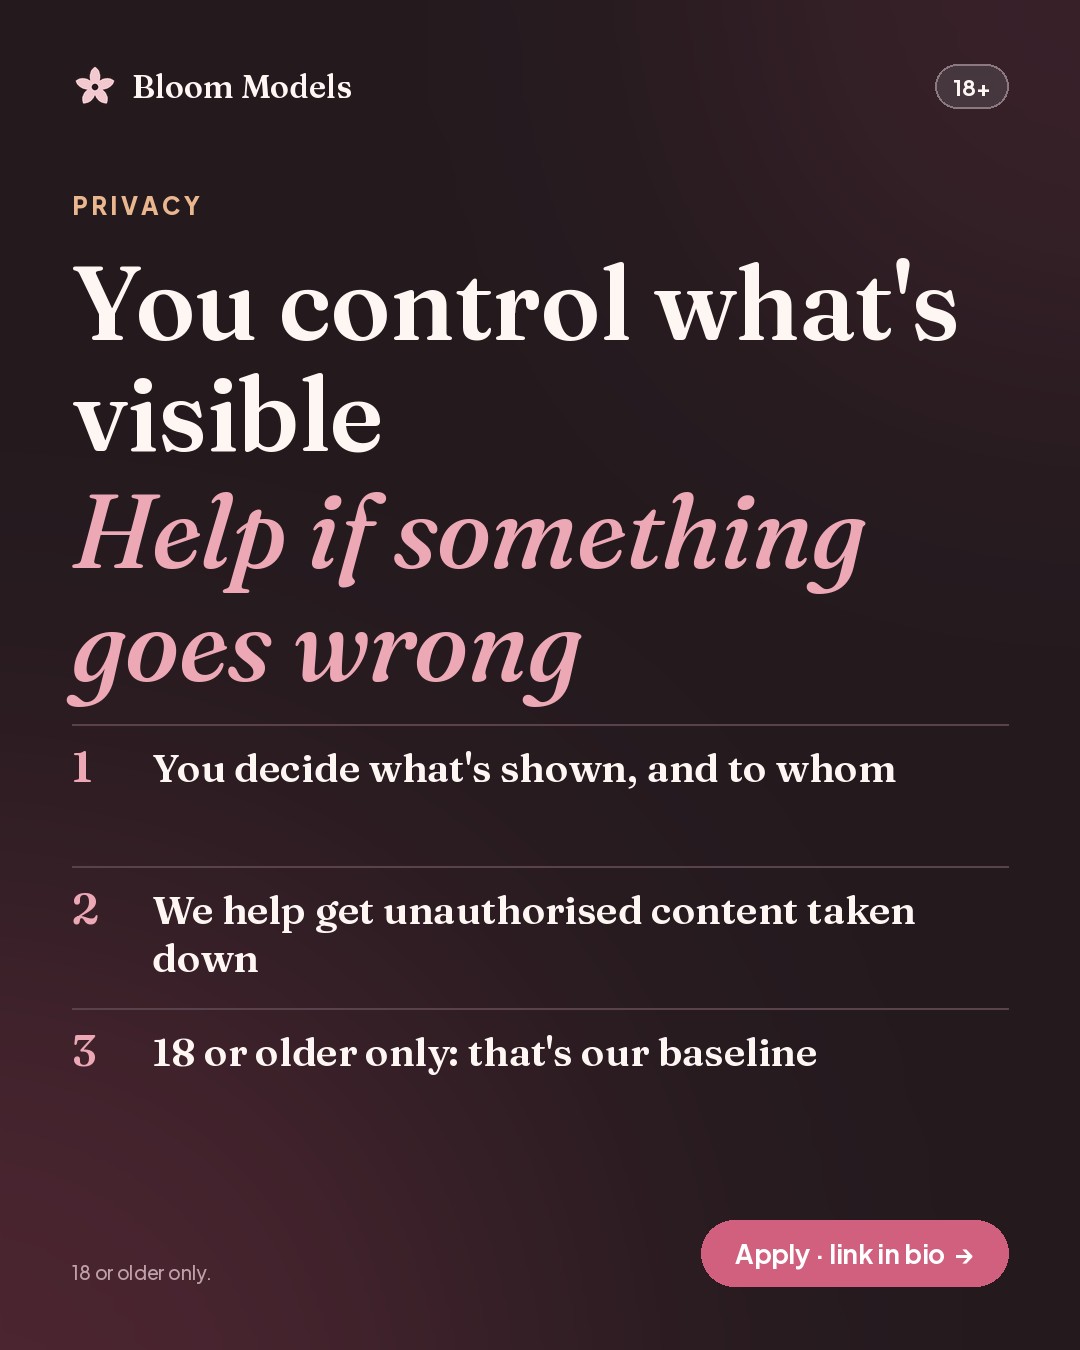 Bloom Models
18+
PRIVACY
You control what's
visible
Help if something
goes wrong
1 You decide what's shown, and to whom
2 We help get unauthorised content taken
down
3 18 or older only: that's our baseline
18 or older only.
Apply · link in bio →